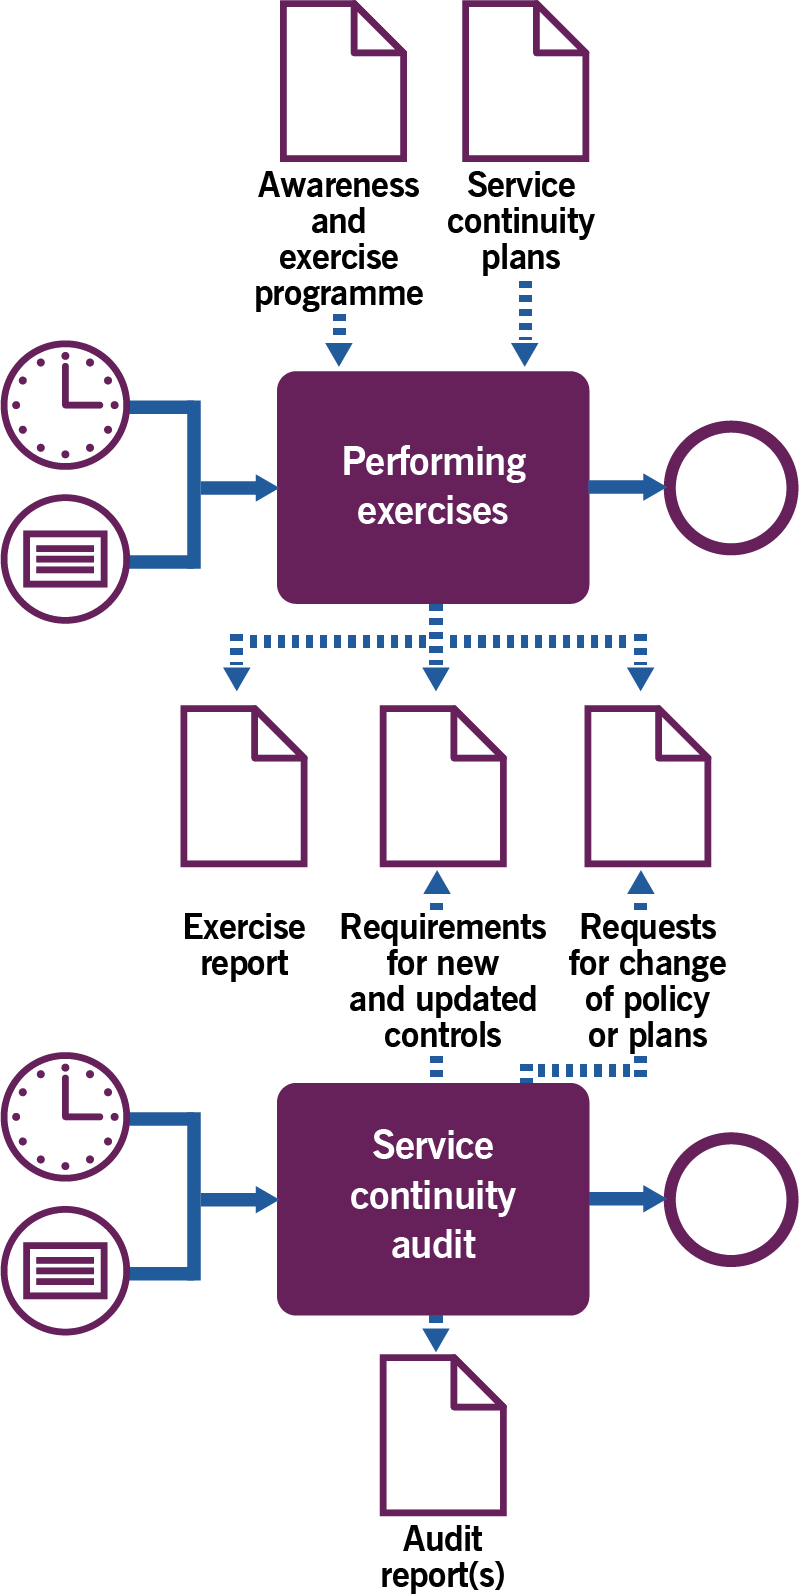 Awareness
and
exercise
programme
Service
continuity
plans
Performing
exercises
Exercise
report
Requirements
for new
and updated
controls
Requests
for change
of policy
or plans
Service
continuity
audit
Audit
report(s)